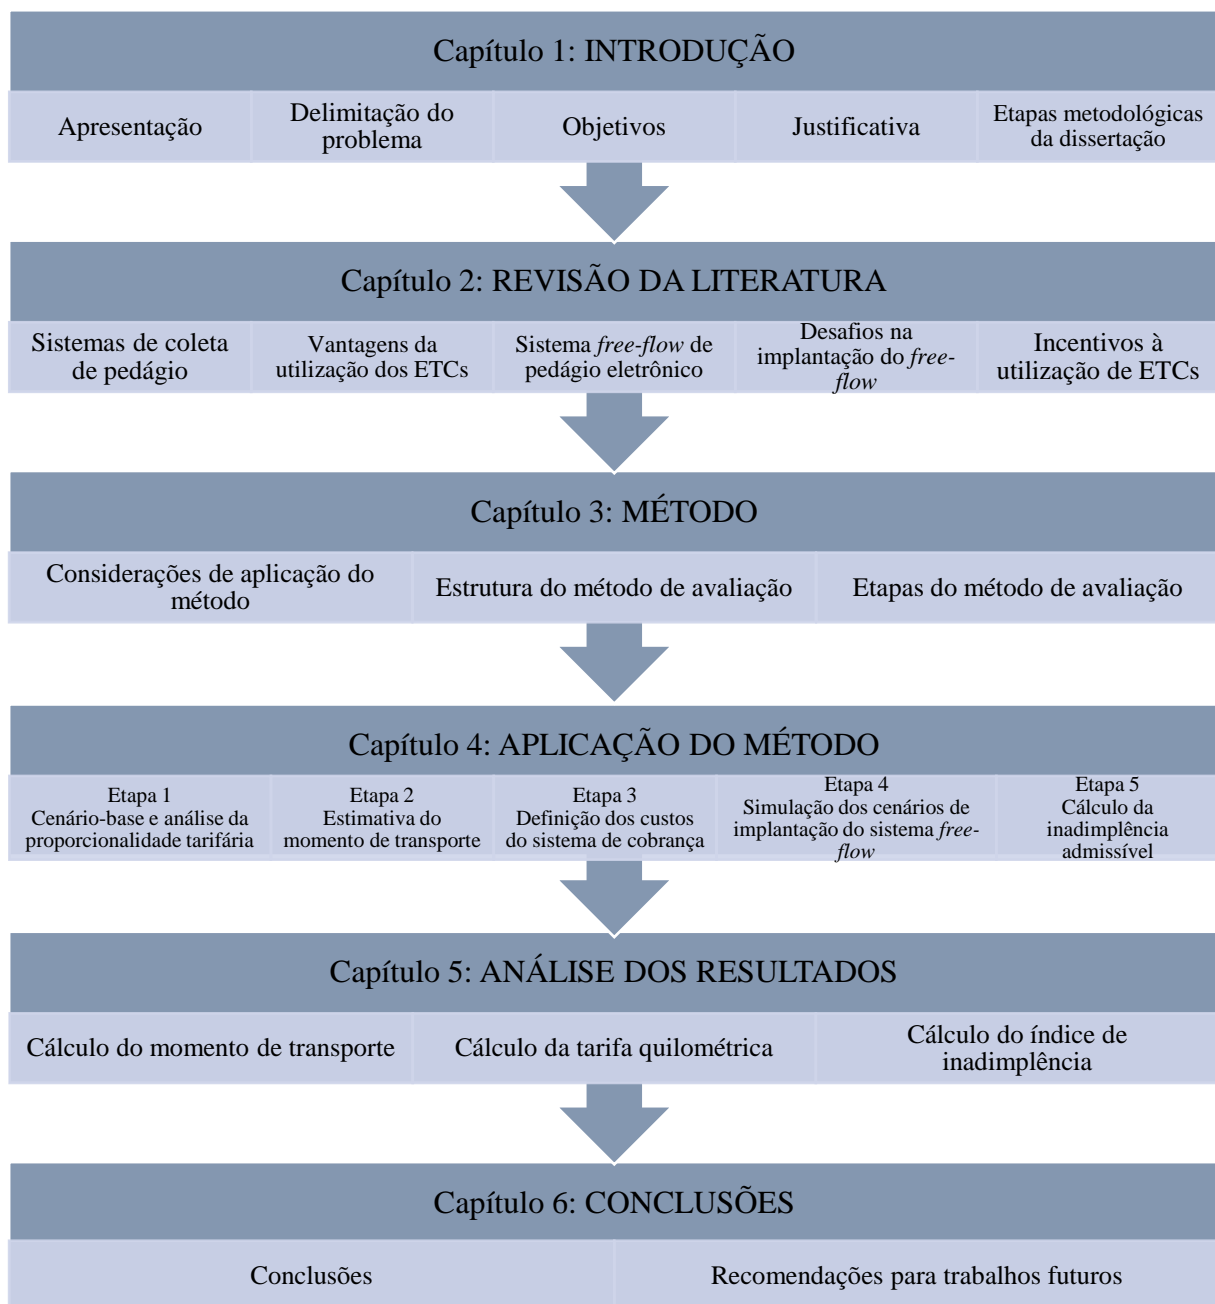 Capítulo 1: INTRODUÇÃO
Apresentação
Delimitação do
problema
Objetivos
Justificativa
Etapas metodológicas
da dissertação
Capítulo 2: REVISÃO DA LITERATURA
Sistemas de coleta
de pedágio
Vantagens da
utilização dos ETCs
Sistema free-flow de
pedágio eletrônico
Desafios na
implantação do free-
flow
Incentivos à
utilização de ETCs
Capítulo 3: MÉTODO
Considerações de aplicação do
método
Estrutura do método de avaliação
Etapas do método de avaliação
Capítulo 4: APLICAÇÃO DO MÉTODO
Etapa 1
Cenário-base e análise da
proporcionalidade tarifária
Etapa 2
Estimativa do
momento de transporte
Etapa 3
Definição dos custos
do sistema de cobrança
Etapa 4
Simulação dos cenários de
implantação do sistema free-
flow
Etapa 5
Cálculo da
inadimplência
admissível
Capítulo 5: ANÁLISE DOS RESULTADOS
Cálculo do momento de transporte
Cálculo da tarifa quilométrica
Cálculo do índice de
inadimplência
Capítulo 6: CONCLUSÕES
Conclusões
Recomendações para trabalhos futuros